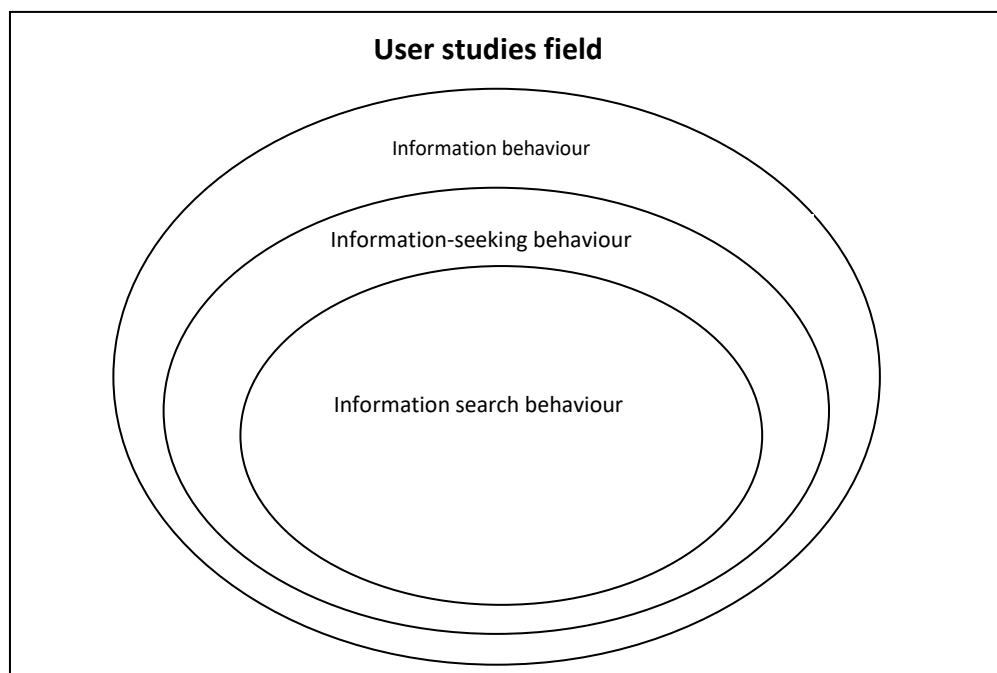 User studies field
Information behaviour
Information-seeking behaviour
Information search behaviour